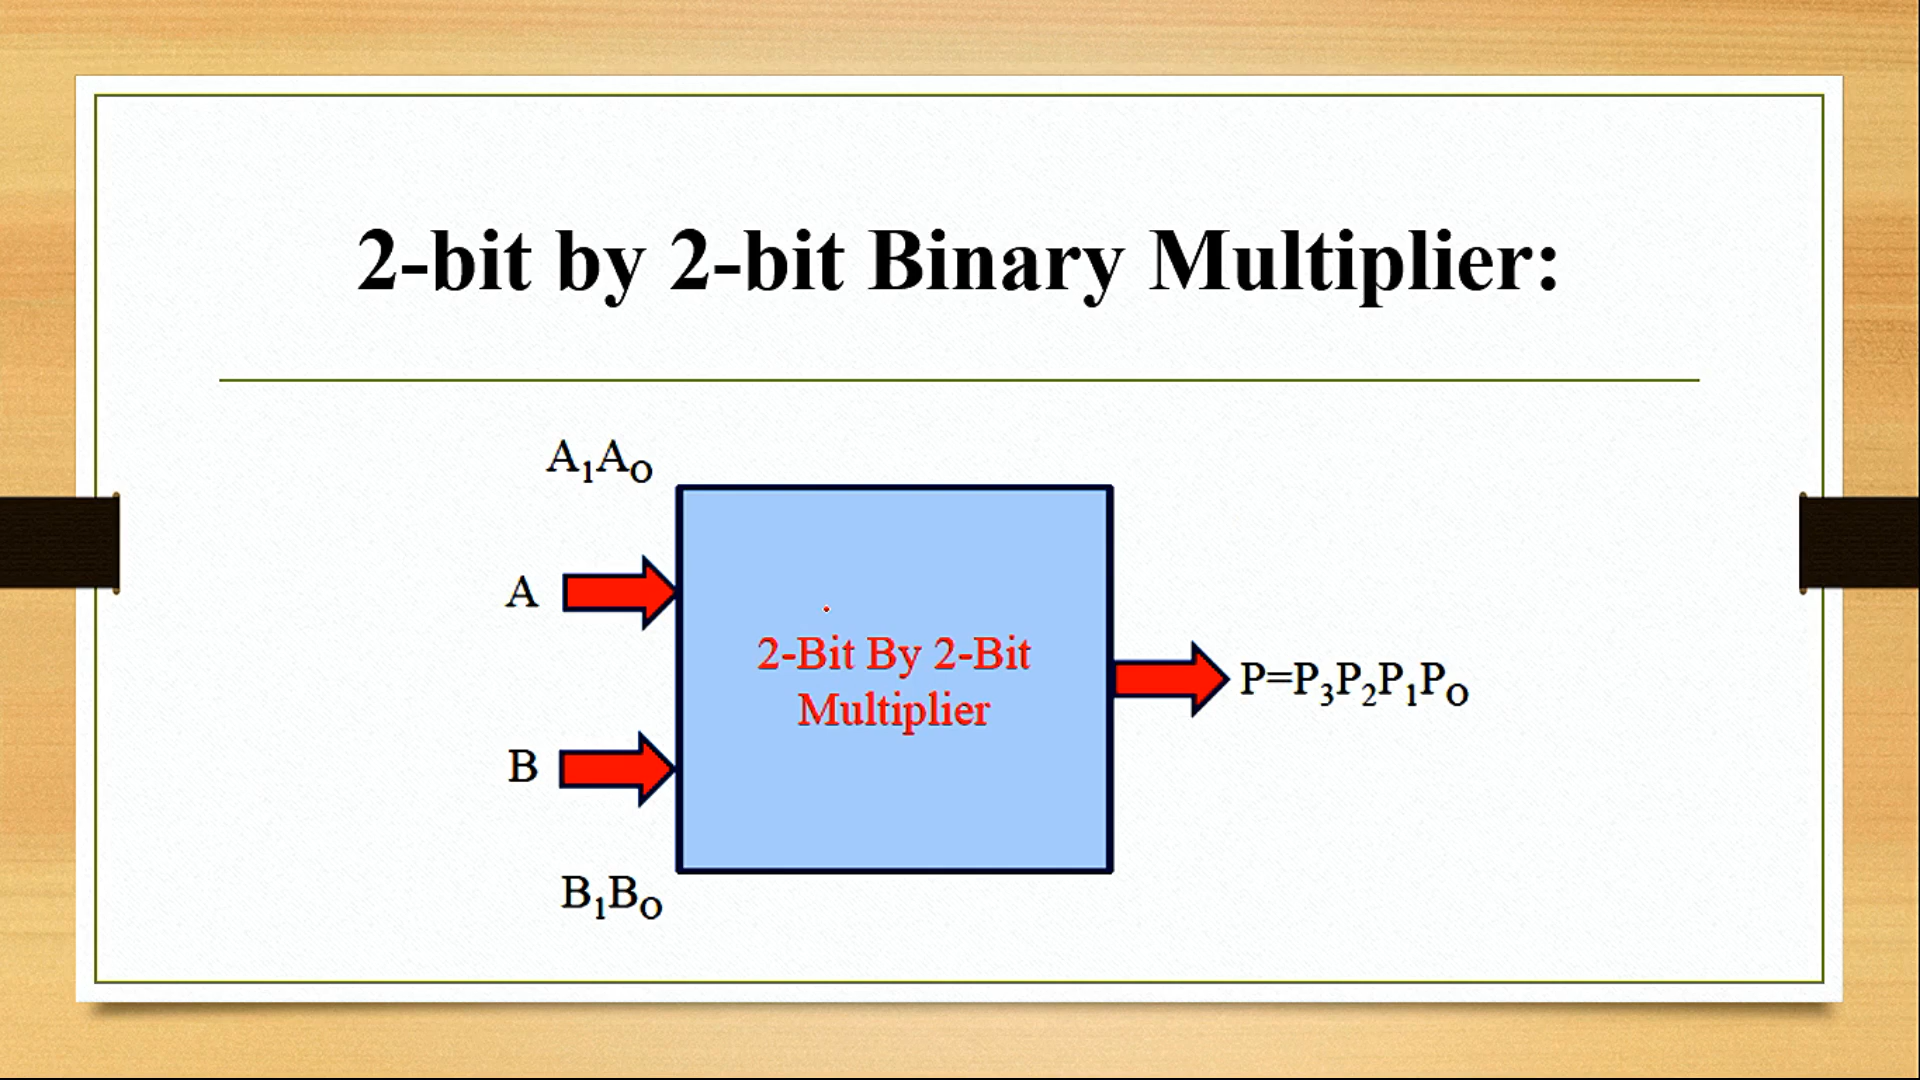 2-bit by 2-bit Binary Multiplier:
A₁A₀
A
2-Bit By 2-Bit
Multiplier
P=P₃P₂P₁P₀
B
B₁B₀